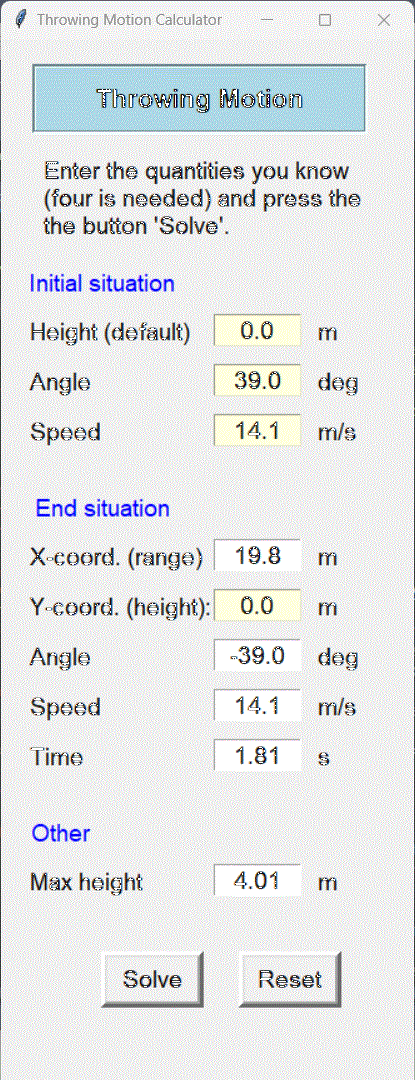 Throwing Motion Calculator
Throwing Motion
Enter the quantities you know
(four is needed) and press the
the button 'Solve'.
Initial situation
Height (default) 0.0 m
Angle 39.0 deg
Speed 14.1 m/s
End situation
X-coord. (range) 19.8 m
Y-coord. (height): 0.0 m
Angle -39.0 deg
Speed 14.1 m/s
Time 1.81 s
Other
Max height 4.01 m
Solve Reset